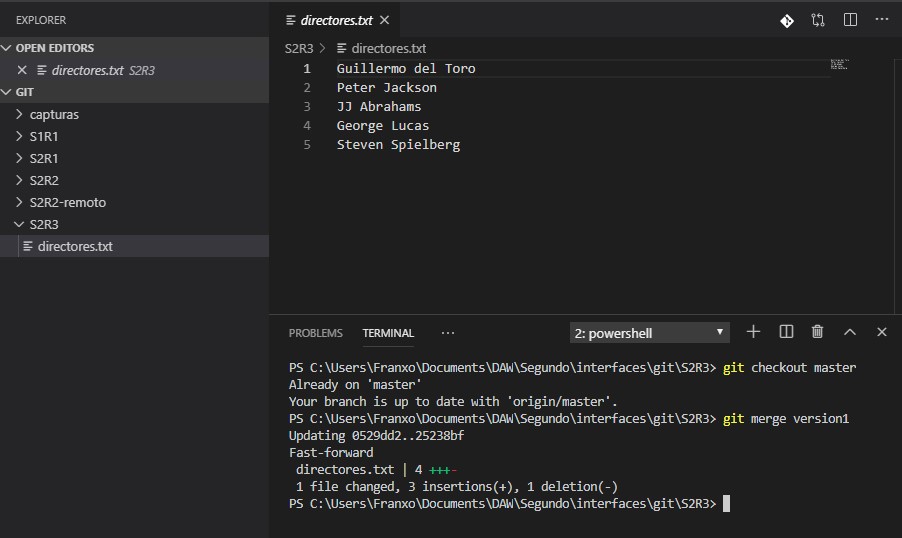 EXPLORER
OPEN EDITORS
directores.txt S2R3
GIT
capturas
S1R1
S2R1
S2R2
S2R2-remoto
S2R3
directores.txt
directores.txt
S2R3 > directores.txt
1 Guillermo del Toro
2 Peter Jackson
3 JJ Abrahams
4 George Lucas
5 Steven Spielberg
PROBLEMS TERMINAL ··· 2: powershell
PS C:\Users\Franxo\Documents\DAW\Segundo\interfaces\git\S2R3> git checkout master
Already on 'master'
Your branch is up to date with 'origin/master'.
PS C:\Users\Franxo\Documents\DAW\Segundo\interfaces\git\S2R3> git merge version1
Updating 0529dd2..25238bf
Fast-forward
directores.txt | 4 +++-
1 file changed, 3 insertions(+), 1 deletion(-)
PS C:\Users\Franxo\Documents\DAW\Segundo\interfaces\git\S2R3>